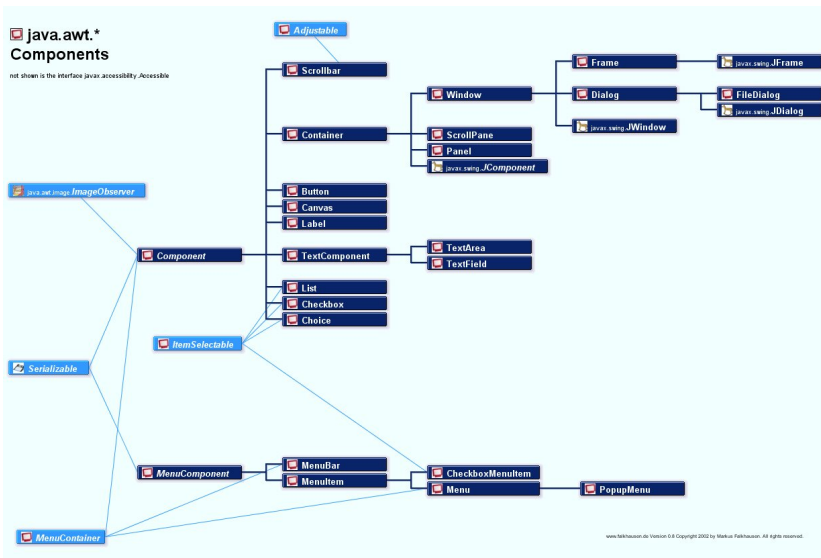 java.awt.*
Components
not shown is the interface javax.accessibility.Accessible
Adjustable
Scrollbar
Frame
javax.swing.JFrame
Window
Dialog
FileDialog
javax.swing.JDialog
Container
ScrollPane
javax.swing.JWindow
Panel
javax.swing.JComponent
java.awt.image.ImageObserver
Button
Canvas
Label
Component
TextComponent
TextArea
TextField
List
Checkbox
Choice
ItemSelectable
Serializable
MenuComponent
MenuBar
MenuItem
CheckboxMenuItem
Menu
PopupMenu
MenuContainer
www.falkhausen.de Version 0.8 Copyright 2002 by Markus Falkhausen. All rights reserved.